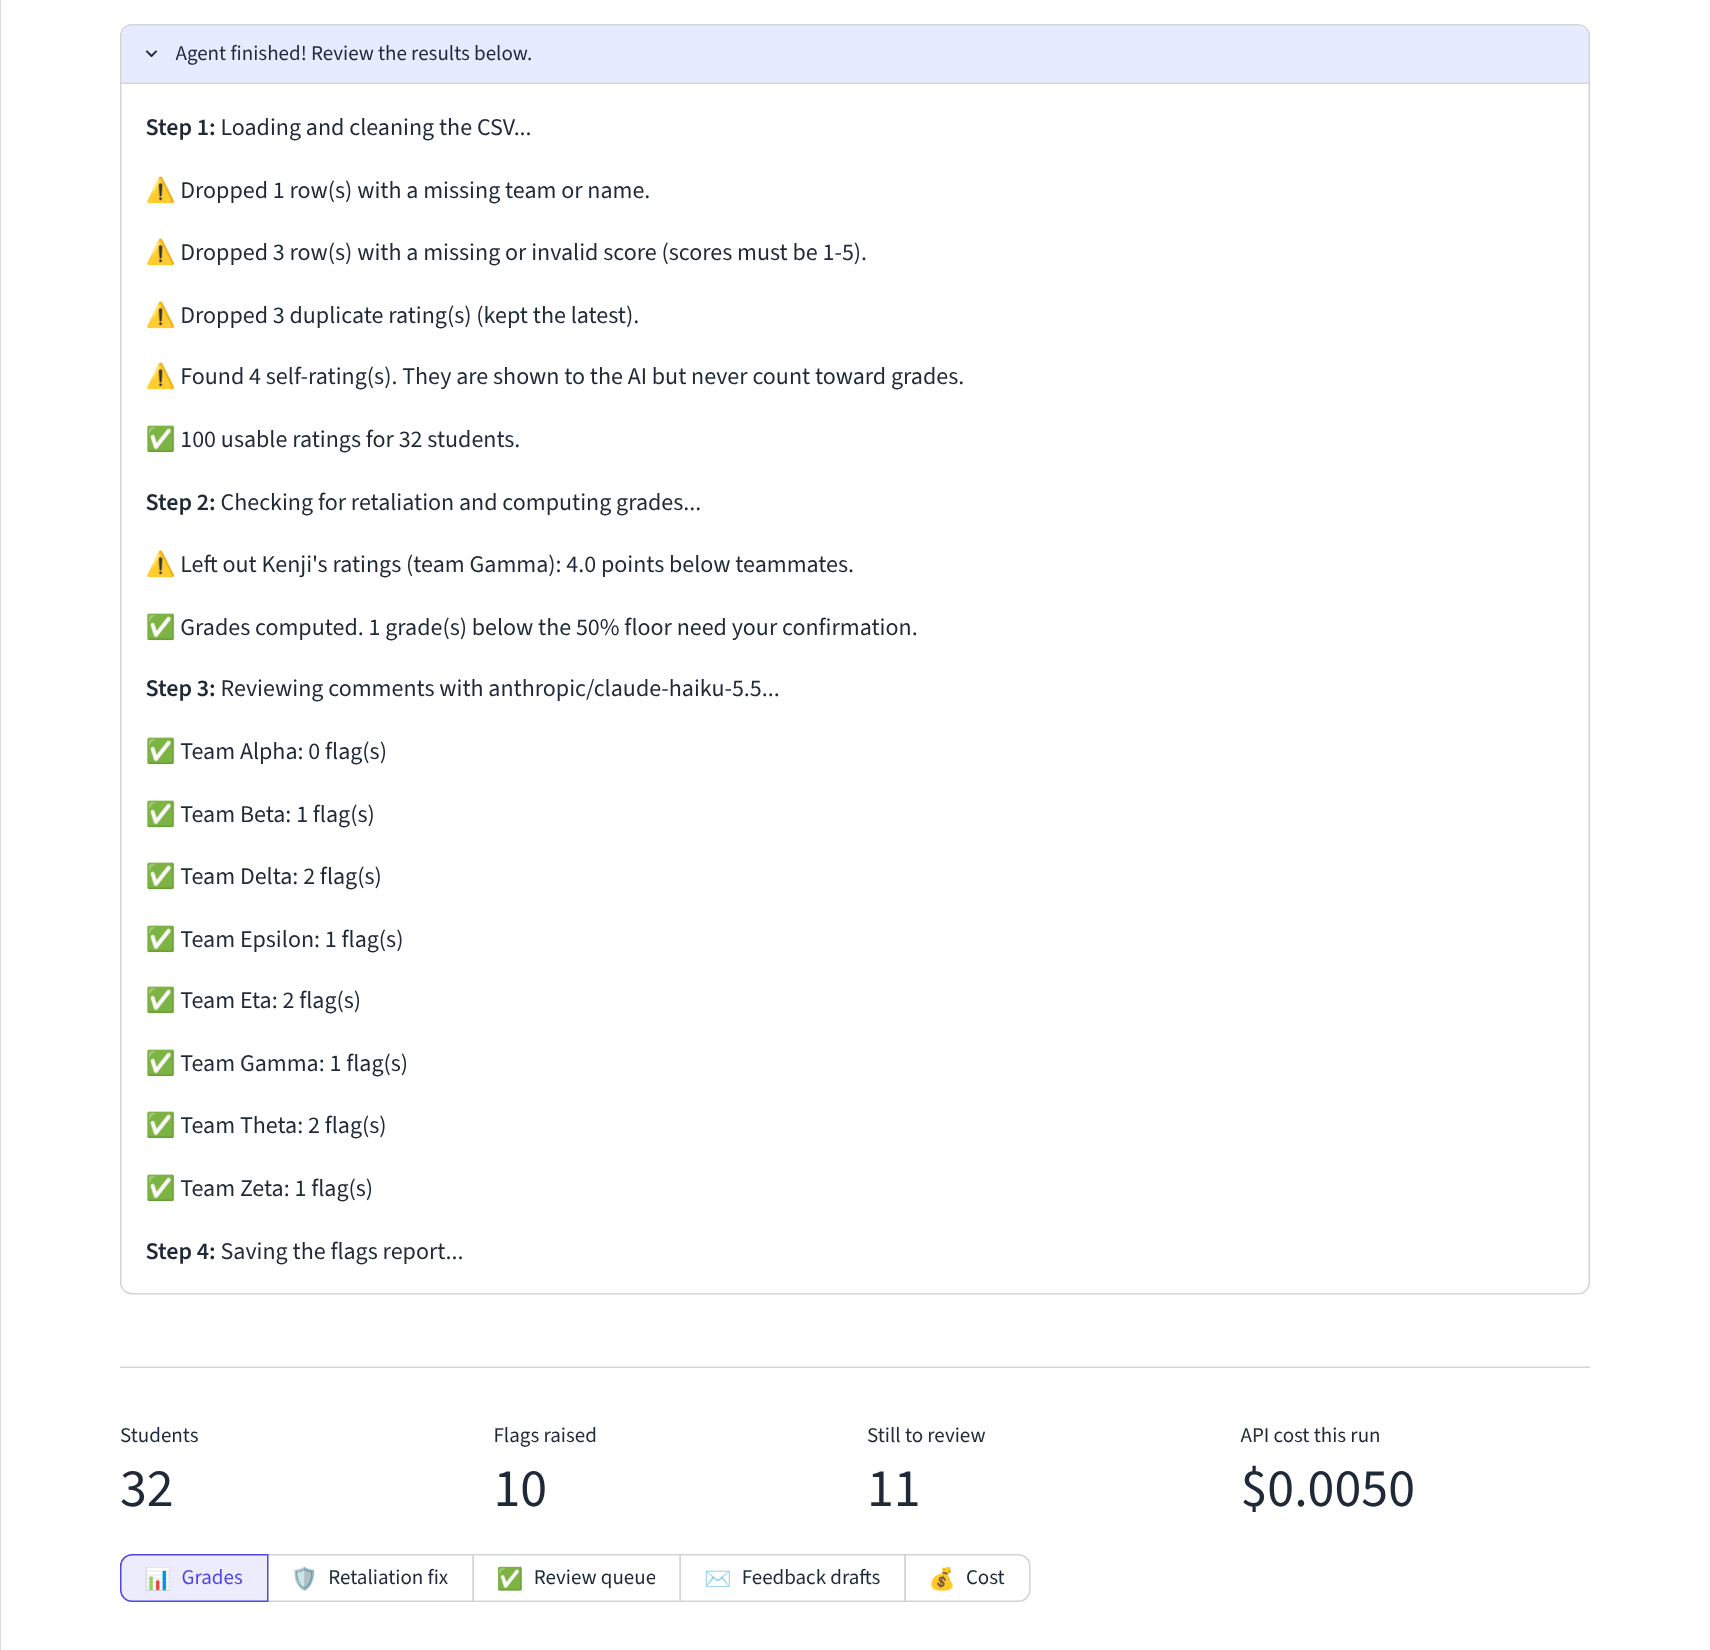 Agent finished! Review the results below.
Step 1: Loading and cleaning the CSV...
⚠️ Dropped 1 row(s) with a missing team or name.
⚠️ Dropped 3 row(s) with a missing or invalid score (scores must be 1-5).
⚠️ Dropped 3 duplicate rating(s) (kept the latest).
⚠️ Found 4 self-rating(s). They are shown to the AI but never count toward grades.
✅ 100 usable ratings for 32 students.
Step 2: Checking for retaliation and computing grades...
⚠️ Left out Kenji's ratings (team Gamma): 4.0 points below teammates.
✅ Grades computed. 1 grade(s) below the 50% floor need your confirmation.
Step 3: Reviewing comments with anthropic/claude-haiku-5.5...
✅ Team Alpha: 0 flag(s)
✅ Team Beta: 1 flag(s)
✅ Team Delta: 2 flag(s)
✅ Team Epsilon: 1 flag(s)
✅ Team Eta: 2 flag(s)
✅ Team Gamma: 1 flag(s)
✅ Team Theta: 2 flag(s)
✅ Team Zeta: 1 flag(s)
Step 4: Saving the flags report...
Students Flags raised Still to review API cost this run
32 10 11 $0.0050
📊 Grades 🛡️ Retaliation fix ✅ Review queue ✉️ Feedback drafts 💰 Cost